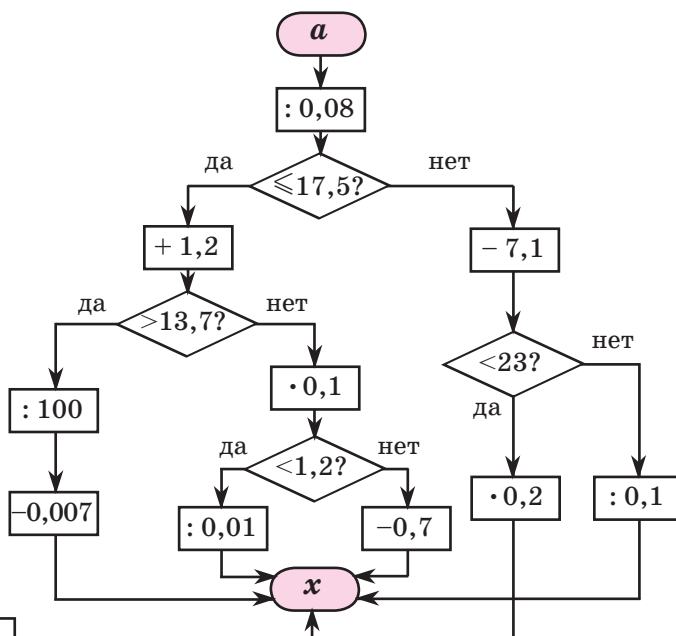 a
: 0,08
да
⩽17,5?
нет
+ 1,2
– 7,1
да
>13,7?
нет
<23?
нет
: 100
· 0,1
да
да
<1,2?
нет
–0,007
: 0,01
–0,7
· 0,2
: 0,1
x